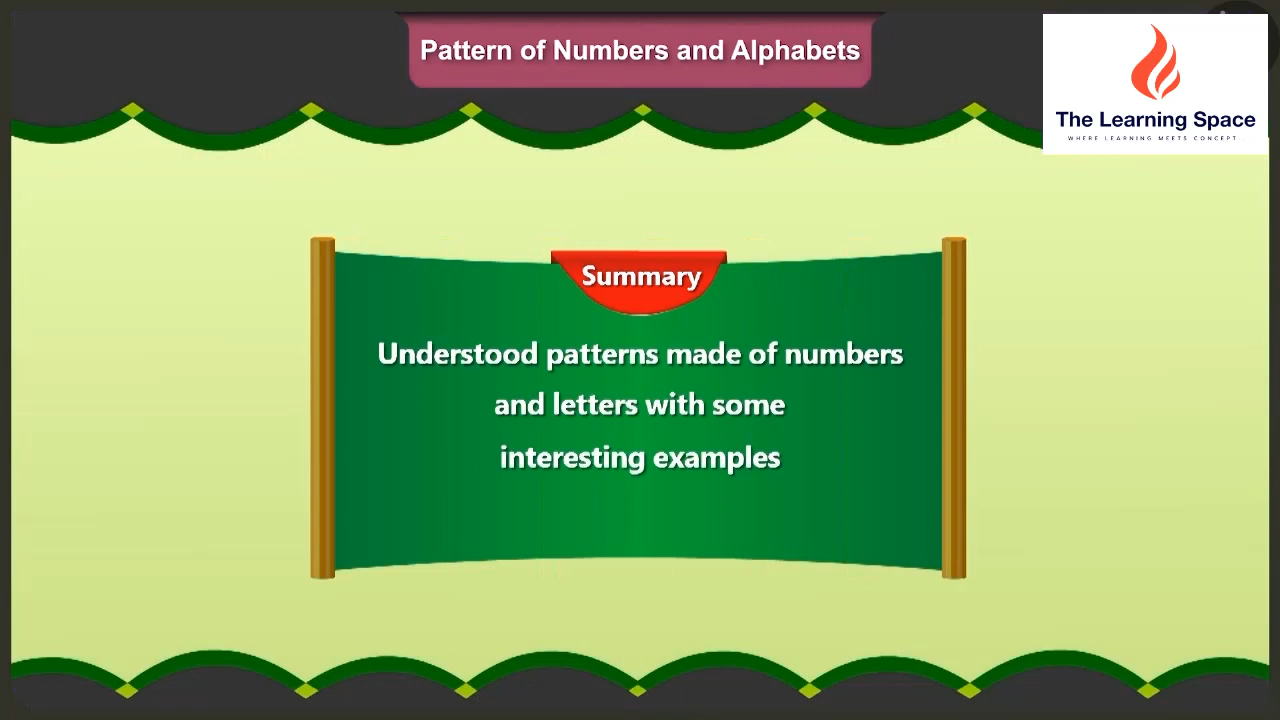 Pattern of Numbers and Alphabets
The Learning Space
WHERE LEARNING MEETS CONCEPT
Summary
Understood patterns made of numbers
and letters with some
interesting examples